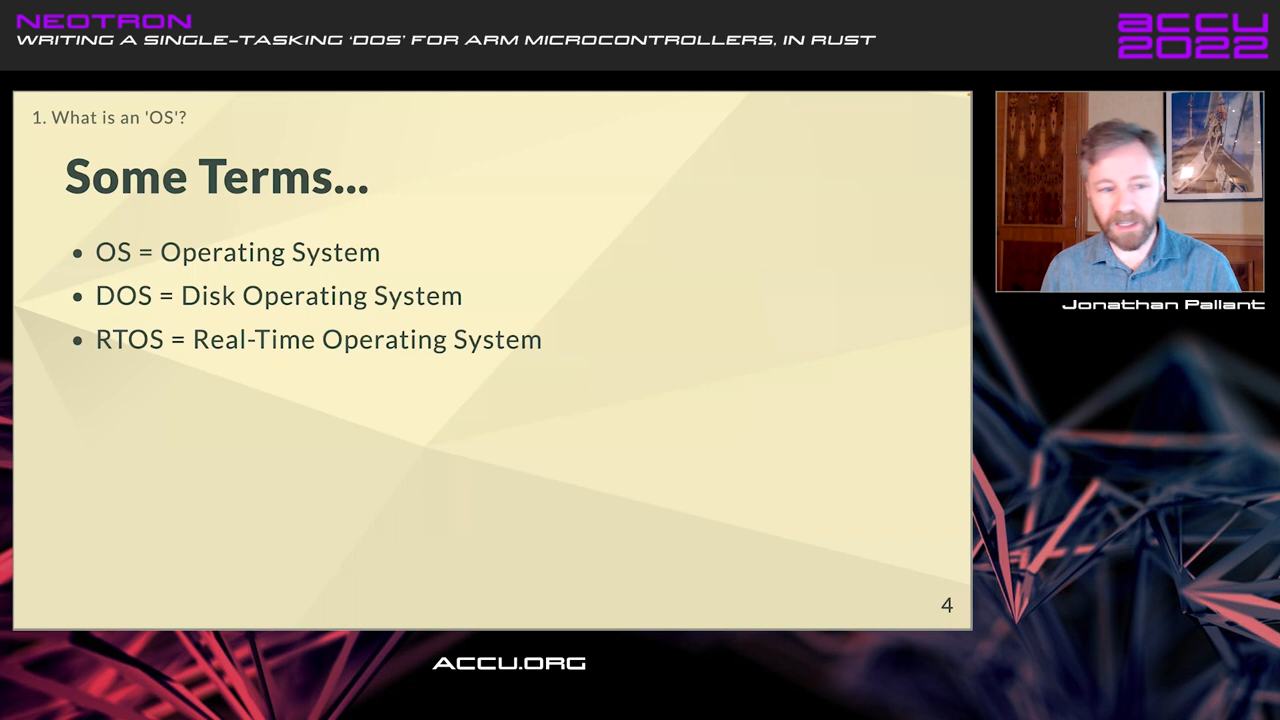 NEOTRON
WRITING A SINGLE-TASKING 'DOS' FOR ARM MICROCONTROLLERS, IN RUST
ACCU
2022
1. What is an 'OS'?
Some Terms...
• OS = Operating System
• DOS = Disk Operating System
• RTOS = Real-Time Operating System
4
Jonathan Pallant
ACCU.ORG